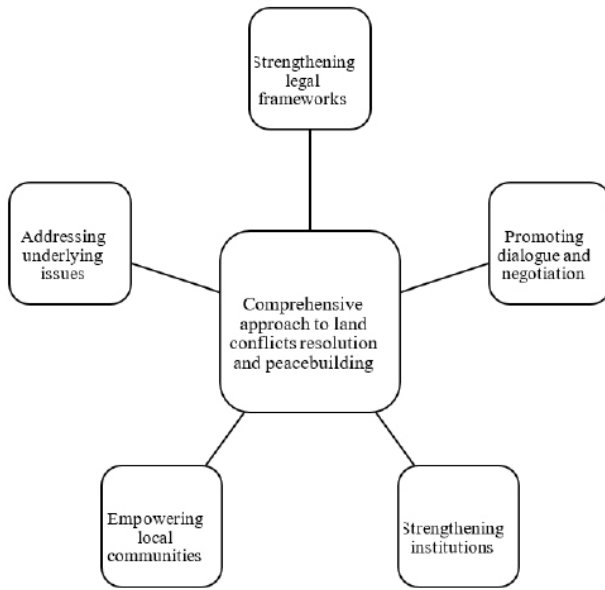 Strengthening
legal
frameworks
Addressing
underlying
issues
Promoting
dialogue and
negotiation
Comprehensive
approach to land
conflicts resolution
and peacebuilding
Empowering
local
communities
Strengthening
institutions